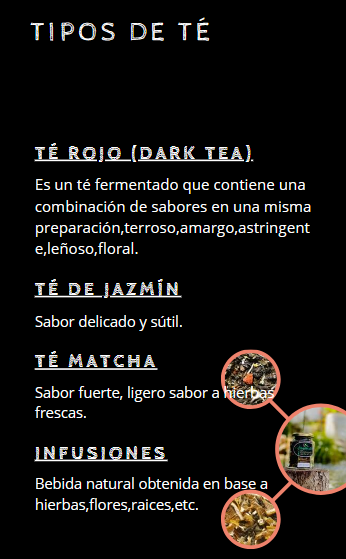 TIPOS DE TÉ
TÉ ROJO (DARK TEA)
Es un té fermentado que contiene una
combinación de sabores en una misma
preparación,terroso,amargo,astringent
e,leñoso,floral.
TÉ DE JAZMÍN
Sabor delicado y sútil.
TÉ MATCHA
Sabor fuerte, ligero sabor a hierbas
frescas.
INFUSIONES
Bebida natural obtenida en base a
hierbas,flores,raices,etc.